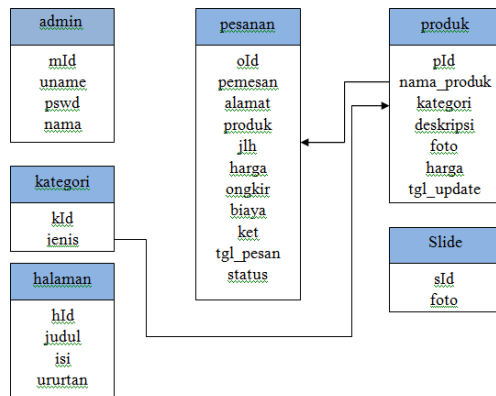 admin
mId
uname
pswd
nama
kategori
kId
jenis
halaman
hId
judul
isi
ururtan
pesanan
oId
pemesan
alamat
produk
jlh
harga
ongkir
biaya
ket
tgl_pesan
status
produk
pId
nama_produk
kategori
deskripsi
foto
harga
tgl_update
Slide
sId
foto